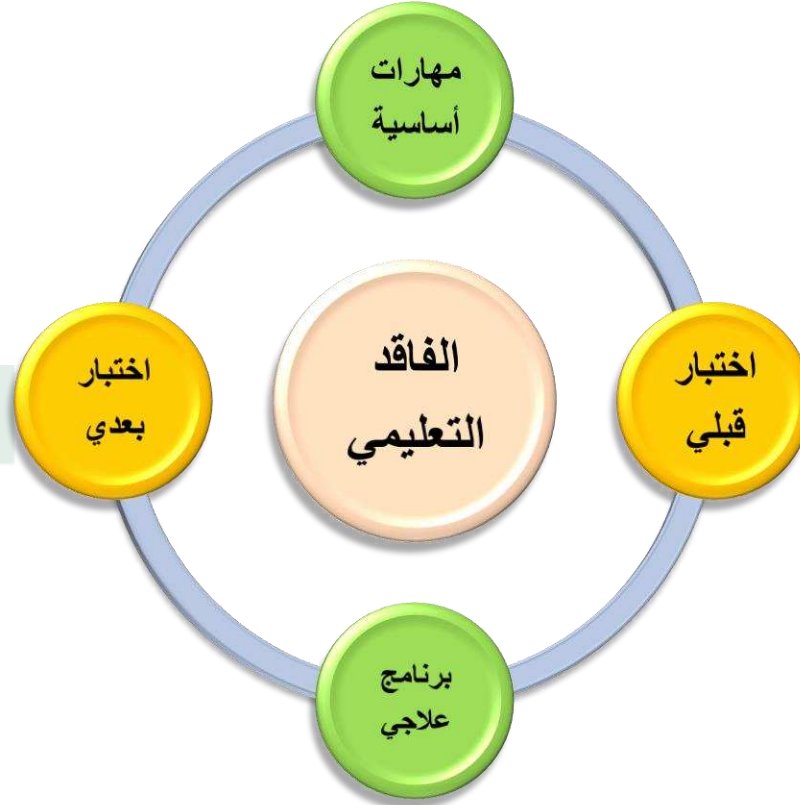 مهارات
أساسية
اختبار
قبلي
الفاقد
التعليمي
اختبار
بعدي
برنامج
علاجي